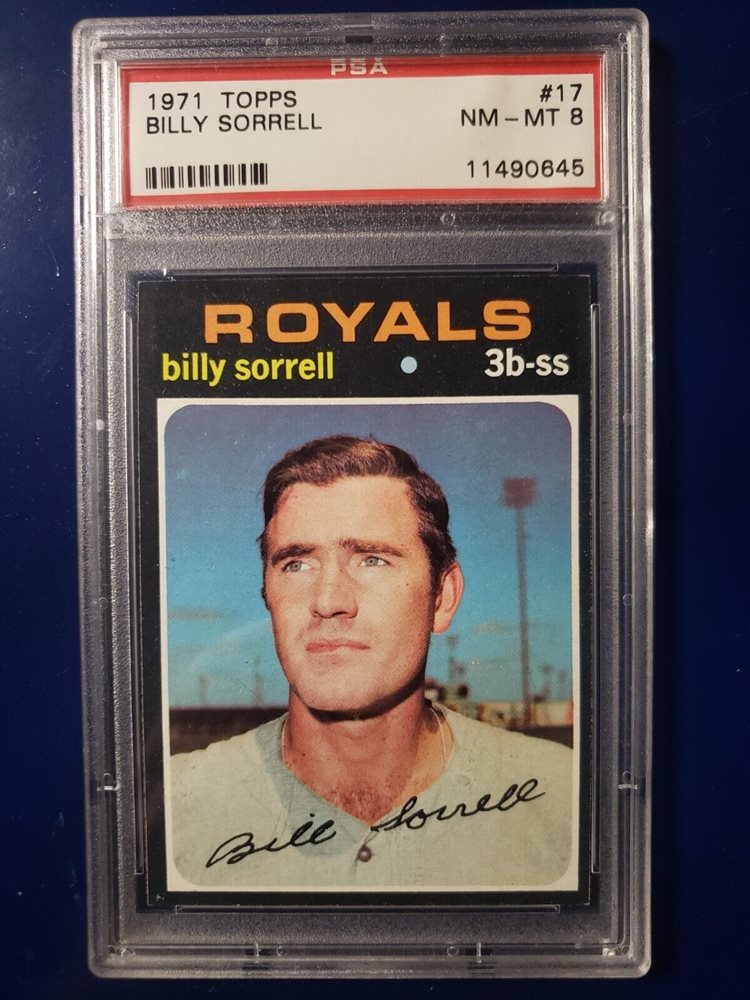 PSA
1971 TOPPS #17
BILLY SORRELL NM-MT 8
11490645
ROYALS
billy sorrell • 3b-ss
Bill Sorrell